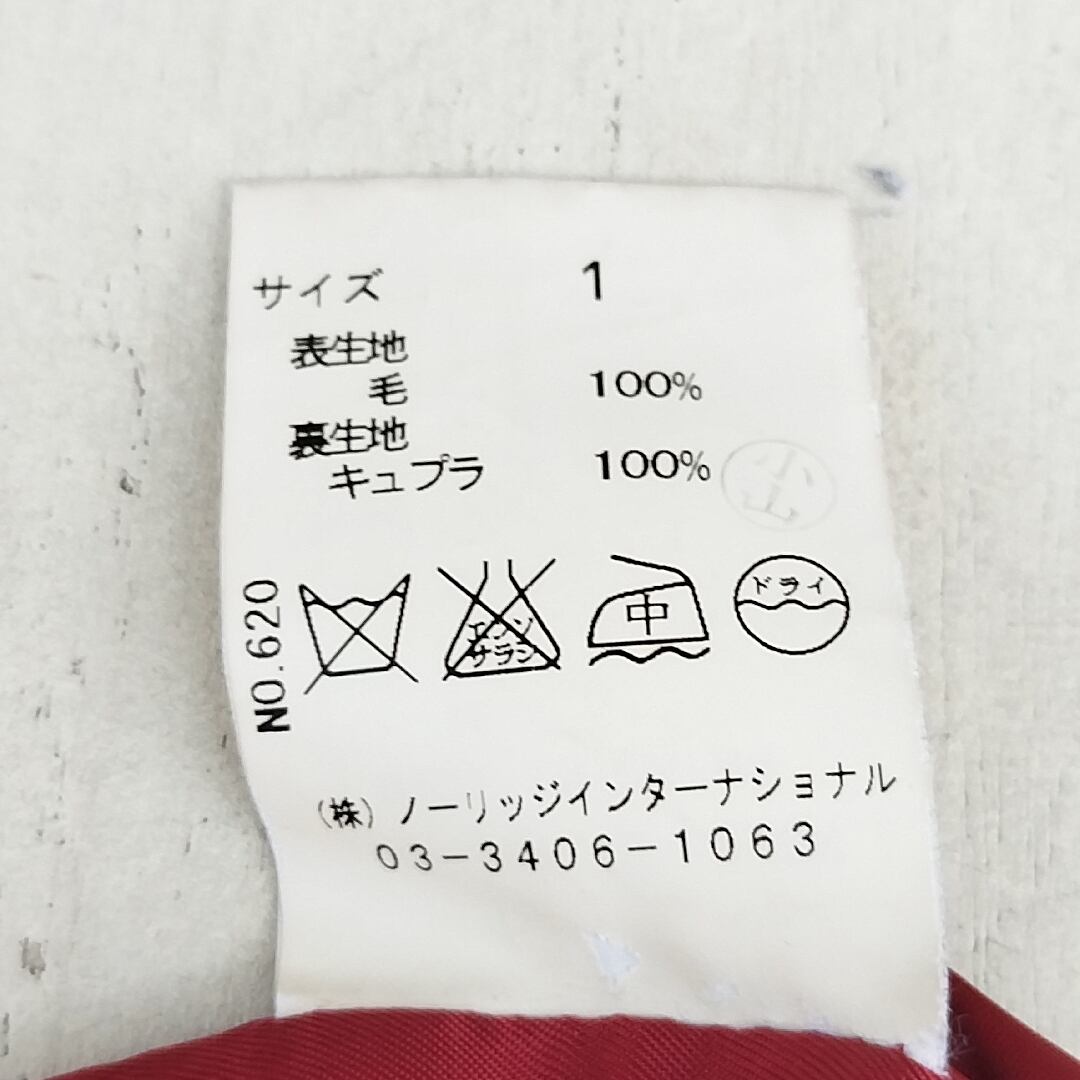 サイズ 1
表生地
毛 100%
裏生地
キュプラ 100%
NO.620
エンソ
サラシ
中
ドライ
(株)ノーリッジインターナショナル
03-3406-1063